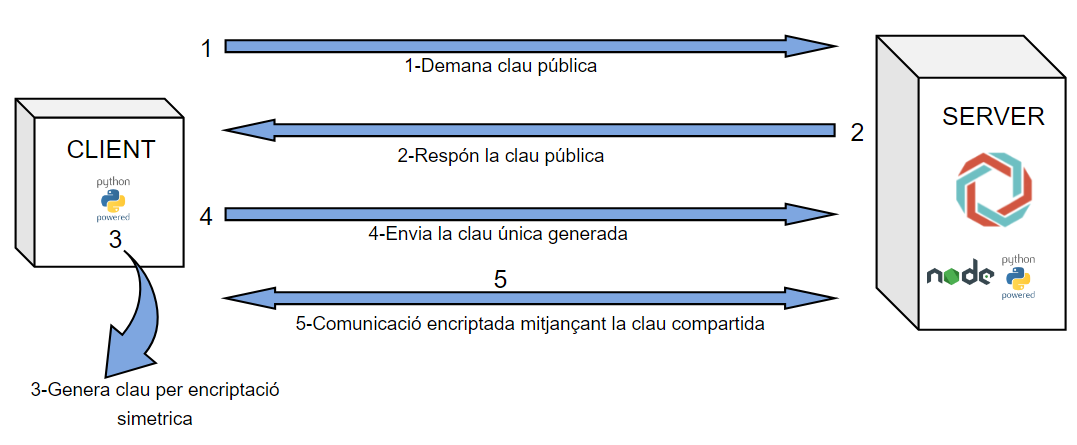 1
1-Demana clau pública
SERVER
2
2-Respón la clau pública
CLIENT
python
powered
3
4
4-Envia la clau única generada
node
python
powered
5
5-Comunicació encriptada mitjançant la clau compartida
3-Genera clau per encriptació
simetrica